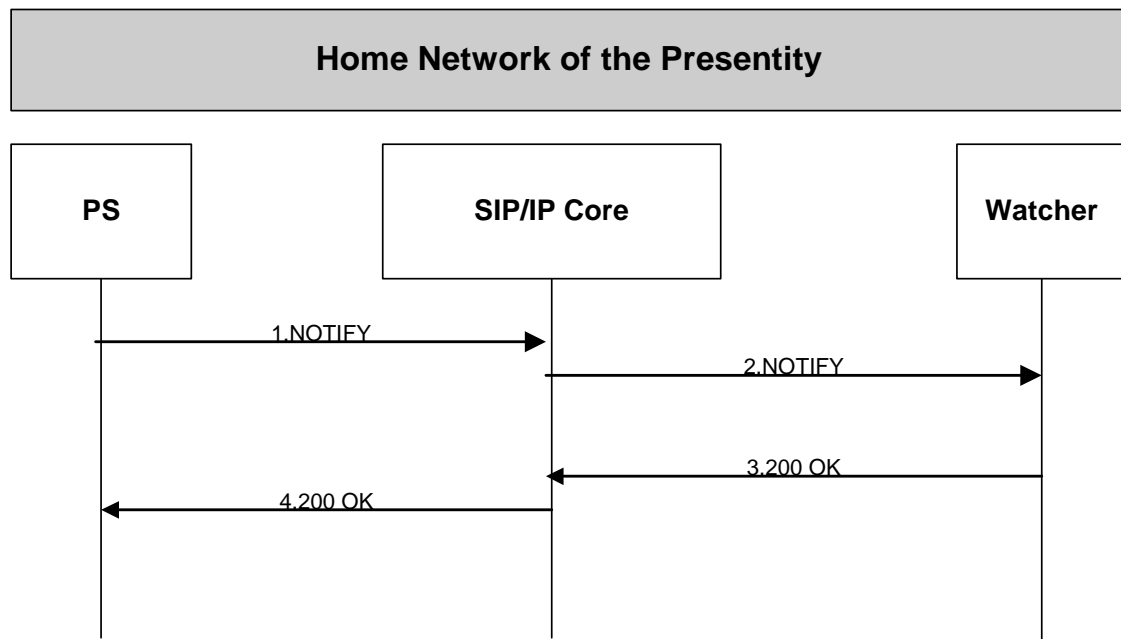 Home Network of the Presentity
PS
SIP/IP Core
Watcher
1.NOTIFY
2.NOTIFY
3.200 OK
4.200 OK